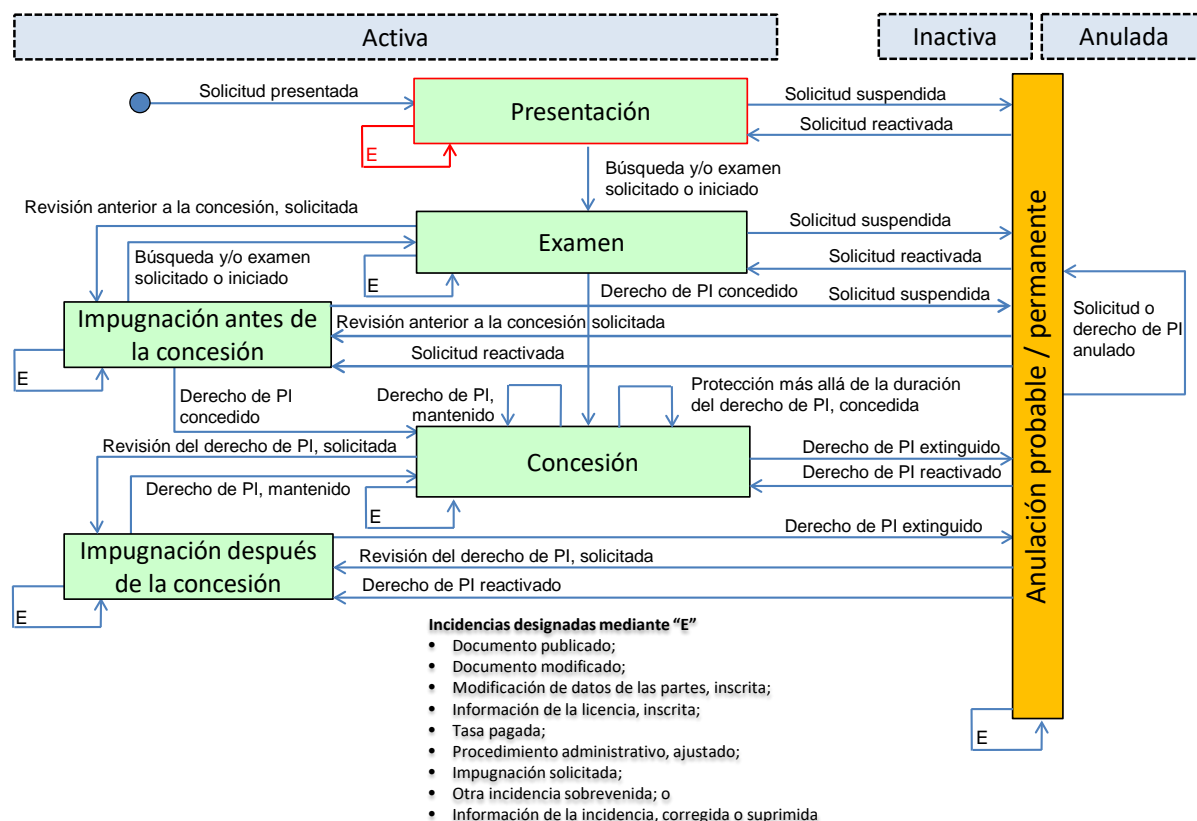 Activa
Inactiva
Anulada
Solicitud presentada
Presentación
Solicitud suspendida
Solicitud reactivada
E
Búsqueda y/o examen
solicitado o iniciado
Revisión anterior a la concesión, solicitada
Examen
Solicitud suspendida
Búsqueda y/o examen
solicitado o iniciado
Solicitud reactivada
E
Derecho de PI concedido
Solicitud suspendida
Impugnación antes de
la concesión
Revisión anterior a la concesión solicitada
Solicitud reactivada
E
Solicitud o
derecho de PI
anulado
Anulación probable / permanente
Derecho de PI
concedido
Derecho de PI,
mantenido
Protección más allá de la duración
del derecho de PI, concedida
Revisión del derecho de PI, solicitada
Concesión
Derecho de PI extinguido
Derecho de PI reactivado
Derecho de PI, mantenido
E
Derecho de PI extinguido
Impugnación después
de la concesión
Revisión del derecho de PI, solicitada
Derecho de PI reactivado
E
Incidencias designadas mediante “E”
• Documento publicado;
• Documento modificado;
• Modificación de datos de las partes, inscrita;
• Información de la licencia, inscrita;
• Tasa pagada;
• Procedimiento administrativo, ajustado;
• Impugnación solicitada;
• Otra incidencia sobrevenida; o
• Información de la incidencia, corregida o suprimida
E